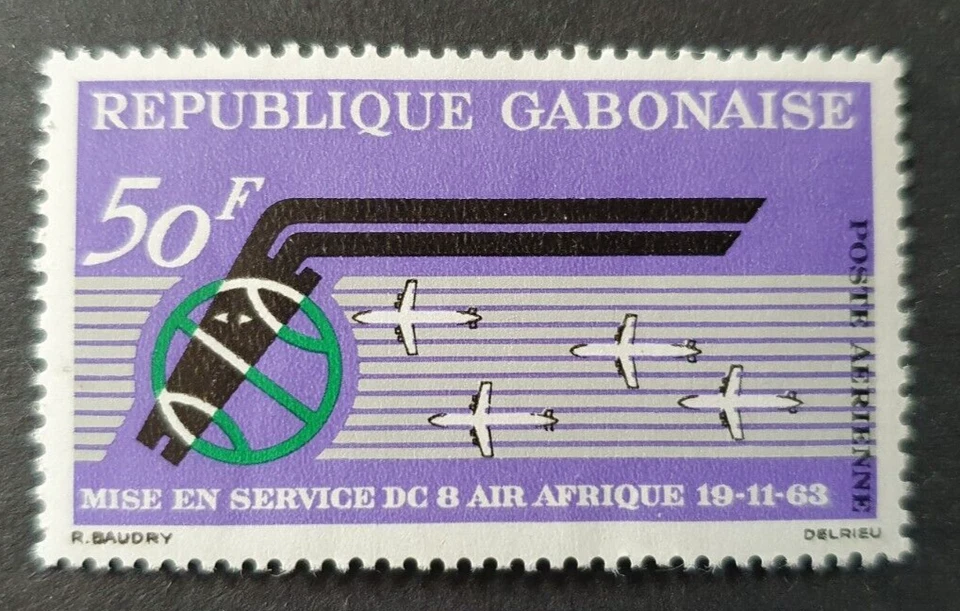 REPUBLIQUE GABONAISE
50F
POSTE AERIENNE
MISE EN SERVICE DC 8 AIR AFRIQUE 19-11-63
R. BAUDRY
DELRIEU